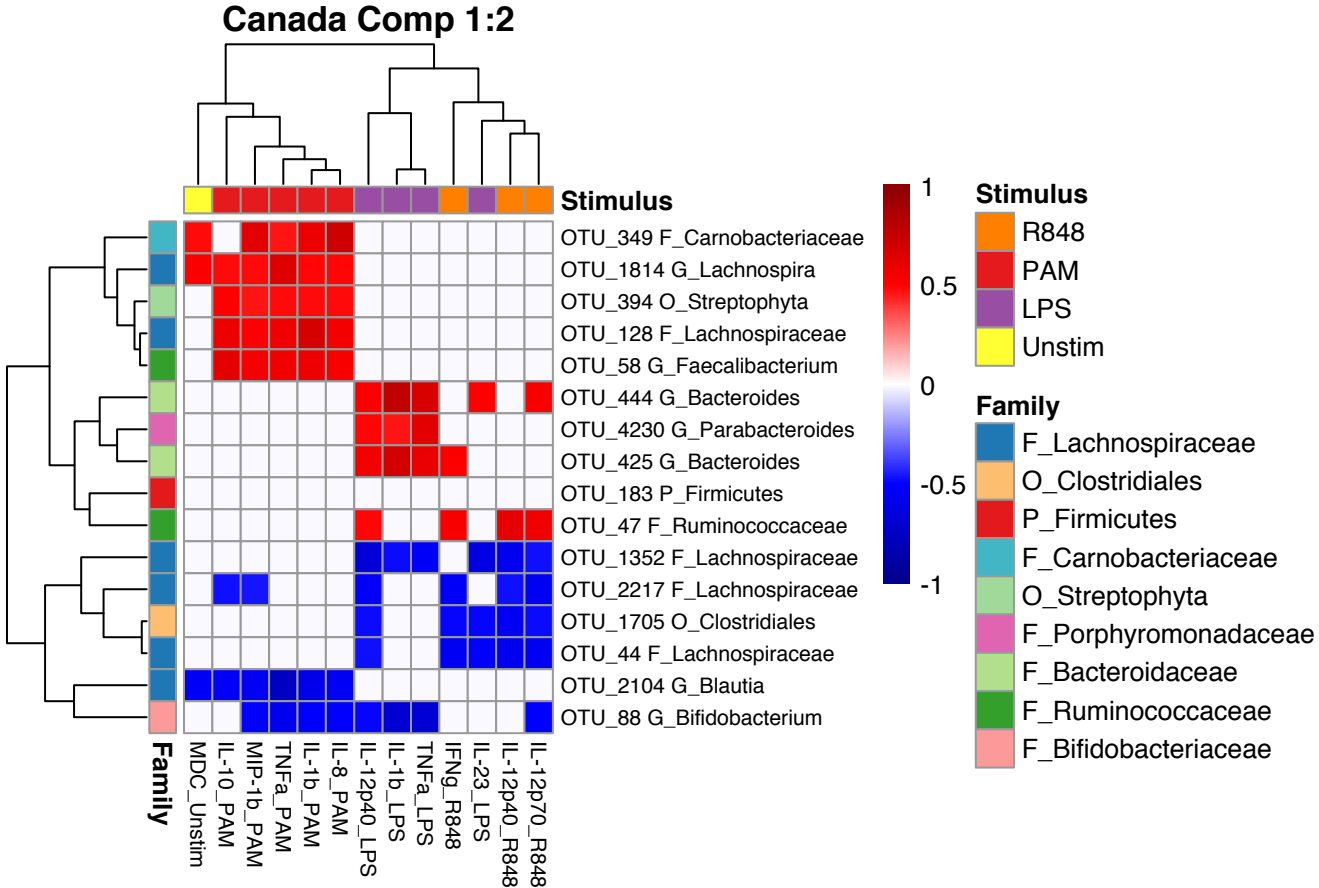 Canada Comp 1:2
Stimulus
OTU_349 F_Carnobacteriaceae
OTU_1814 G_Lachnospira
OTU_394 O_Streptophyta
OTU_128 F_Lachnospiraceae
OTU_58 G_Faecalibacterium
OTU_444 G_Bacteroides
OTU_4230 G_Parabacteroides
OTU_425 G_Bacteroides
OTU_183 P_Firmicutes
OTU_47 F_Ruminococcaceae
OTU_1352 F_Lachnospiraceae
OTU_2217 F_Lachnospiraceae
OTU_1705 O_Clostridiales
OTU_44 F_Lachnospiraceae
OTU_2104 G_Blautia
OTU_88 G_Bifidobacterium
Family
MDC_Unstim
IL-10_PAM
MIP-1b_PAM
TNFa_PAM
IL-1b_PAM
IL-8_PAM
IL-12p40_LPS
IL-1b_LPS
TNFa_LPS
IFNg_R848
IL-23_LPS
IL-12p40_R848
IL-12p70_R848
1
0.5
0
-0.5
-1
Stimulus
R848
PAM
LPS
Unstim
Family
F_Lachnospiraceae
O_Clostridiales
P_Firmicutes
F_Carnobacteriaceae
O_Streptophyta
F_Porphyromonadaceae
F_Bacteroidaceae
F_Ruminococcaceae
F_Bifidobacteriaceae